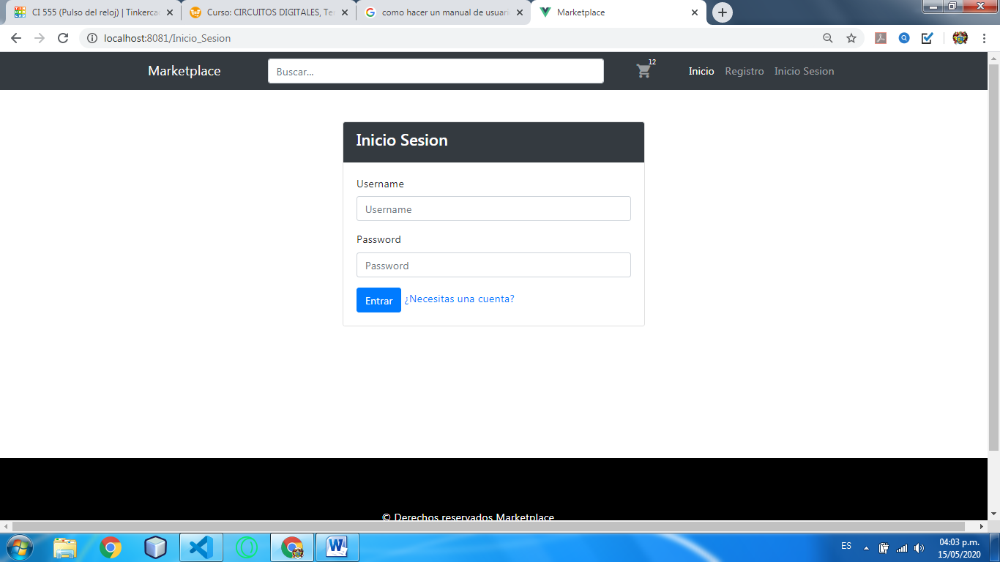 CI 555 (Pulso del reloj) | Tinkerca
Curso: CIRCUITOS DIGITALES, Te
como hacer un manual de usuari
Marketplace
localhost:8081/Inicio_Sesion
Marketplace
Buscar...
12
Inicio
Registro
Inicio Sesion
Inicio Sesion
Username
Username
Password
Password
Entrar
¿Necesitas una cuenta?
© Derechos reservados Marketplace
ES
04:03 p.m.
15/05/2020